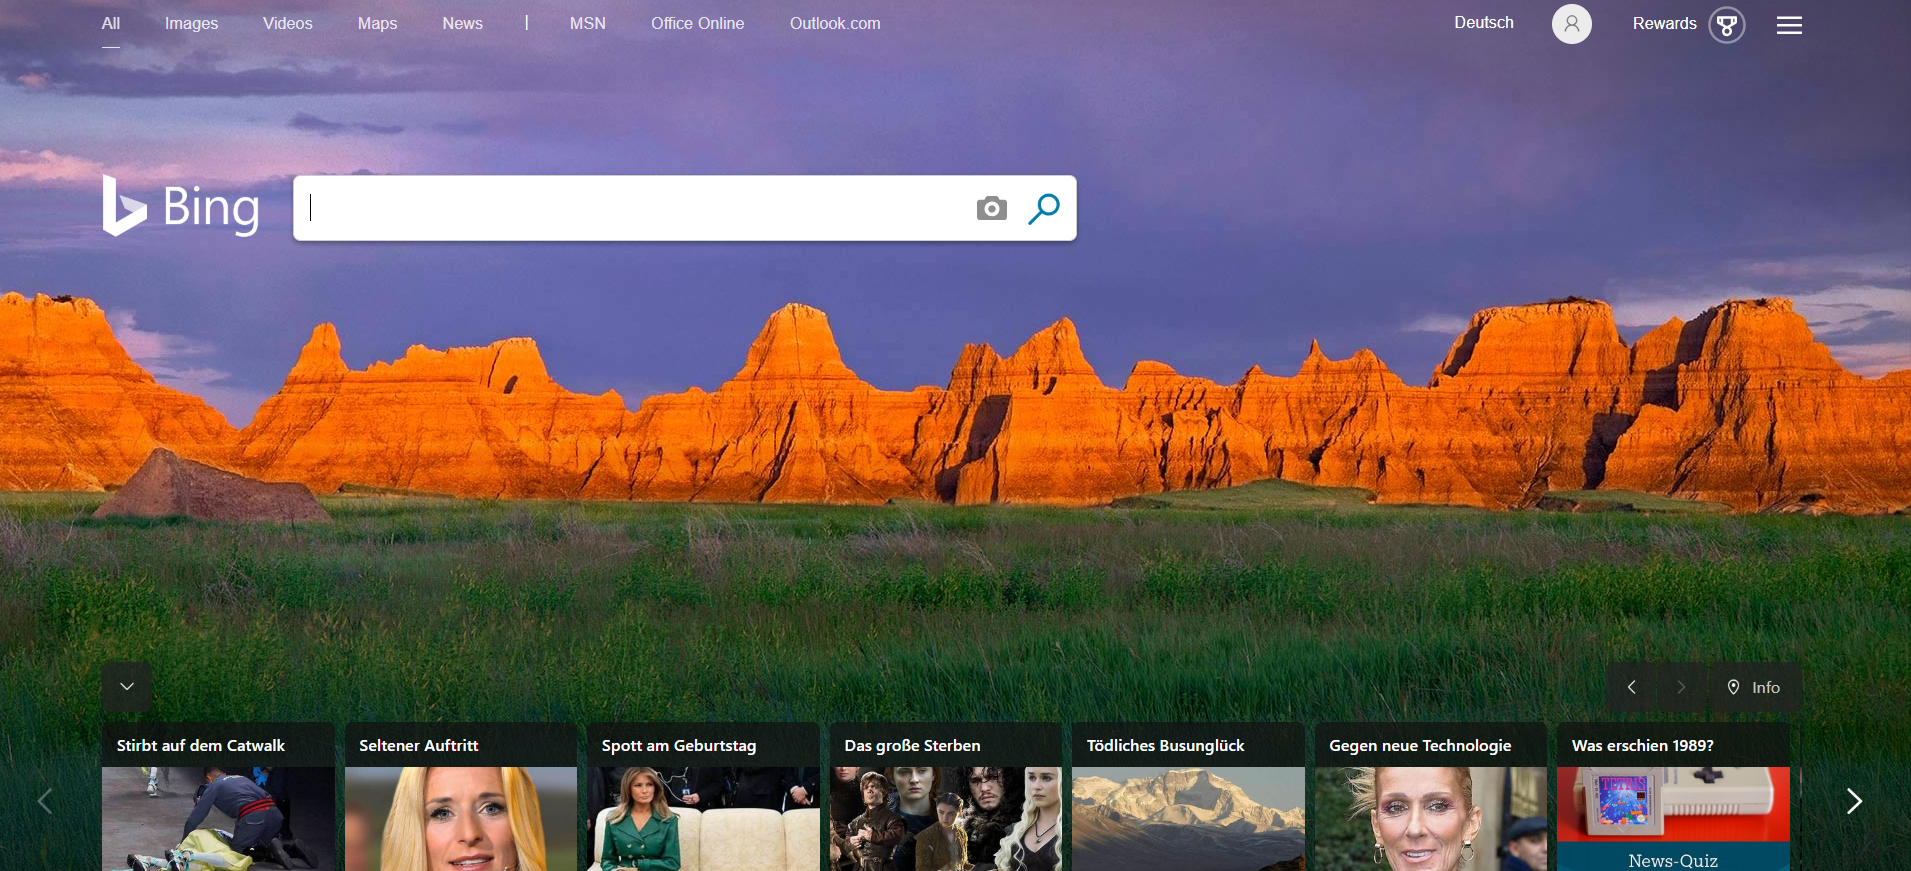 All
Images
Videos
Maps
News
|
MSN
Office Online
Outlook.com
Deutsch
Rewards
Bing
Info
Stirbt auf dem Catwalk
Seltener Auftritt
Spott am Geburtstag
Das große Sterben
Tödliches Busunglück
Gegen neue Technologie
Was erschien 1989?
TETRIS
News-Quiz